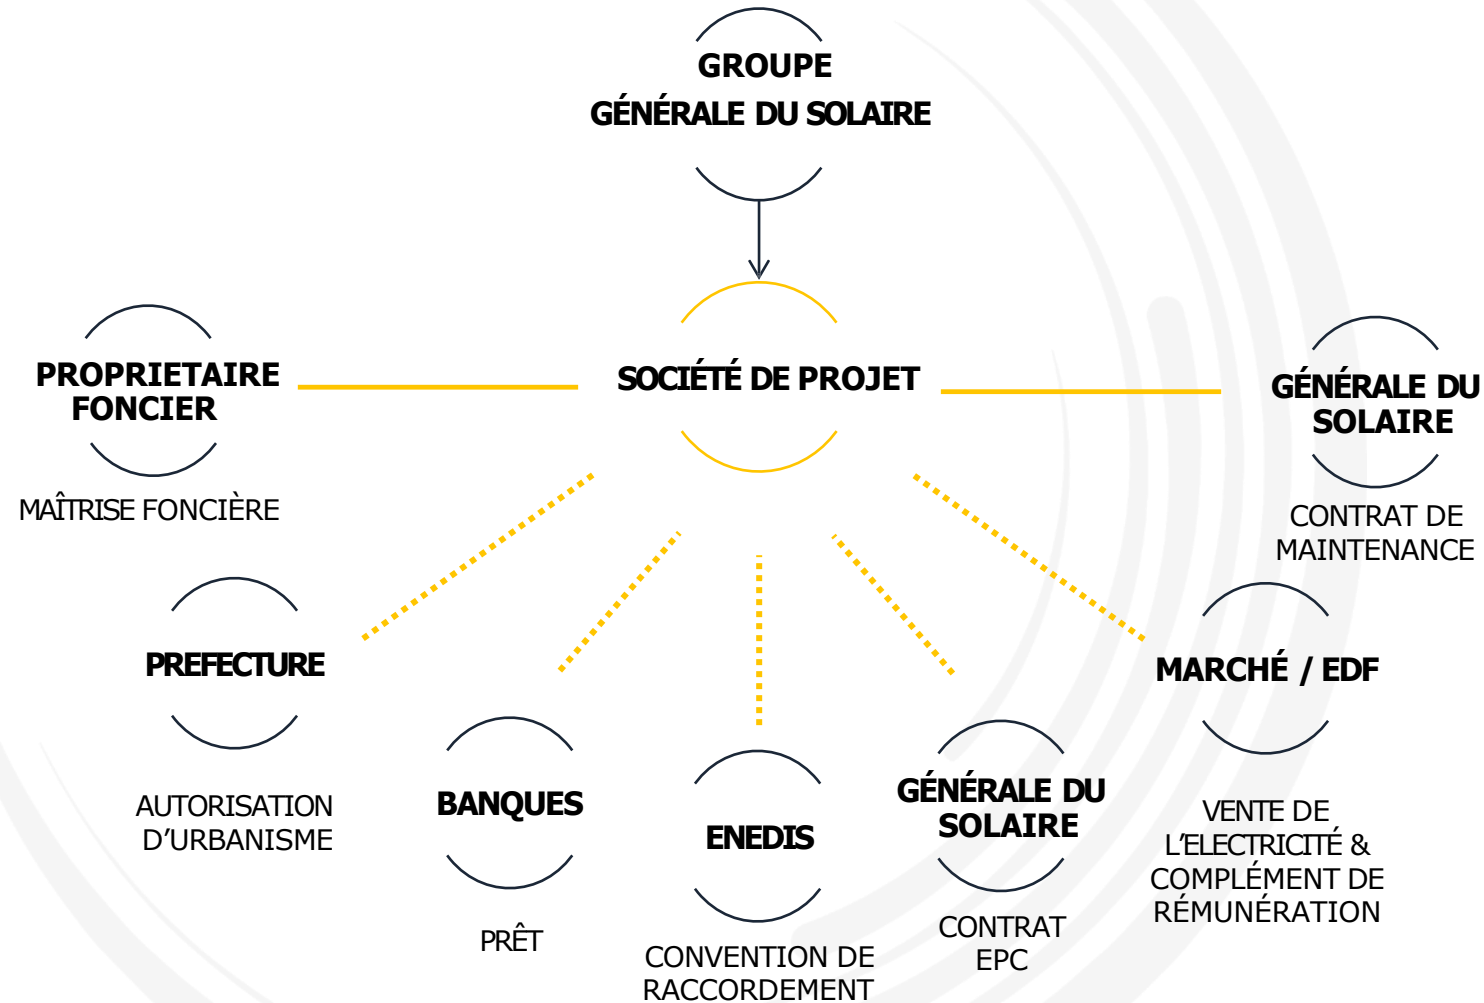 GROUPE
GÉNÉRALE DU SOLAIRE
SOCIÉTÉ DE PROJET
PROPRIETAIRE
FONCIER
MAÎTRISE FONCIÈRE
GÉNÉRALE DU
SOLAIRE
CONTRAT DE
MAINTENANCE
PREFECTURE
AUTORISATION
D’URBANISME
BANQUES
PRÊT
ENEDIS
CONVENTION DE
RACCORDEMENT
GÉNÉRALE DU
SOLAIRE
CONTRAT
EPC
MARCHÉ / EDF
VENTE DE
L’ELECTRICITÉ &
COMPLÉMENT DE
RÉMUNÉRATION